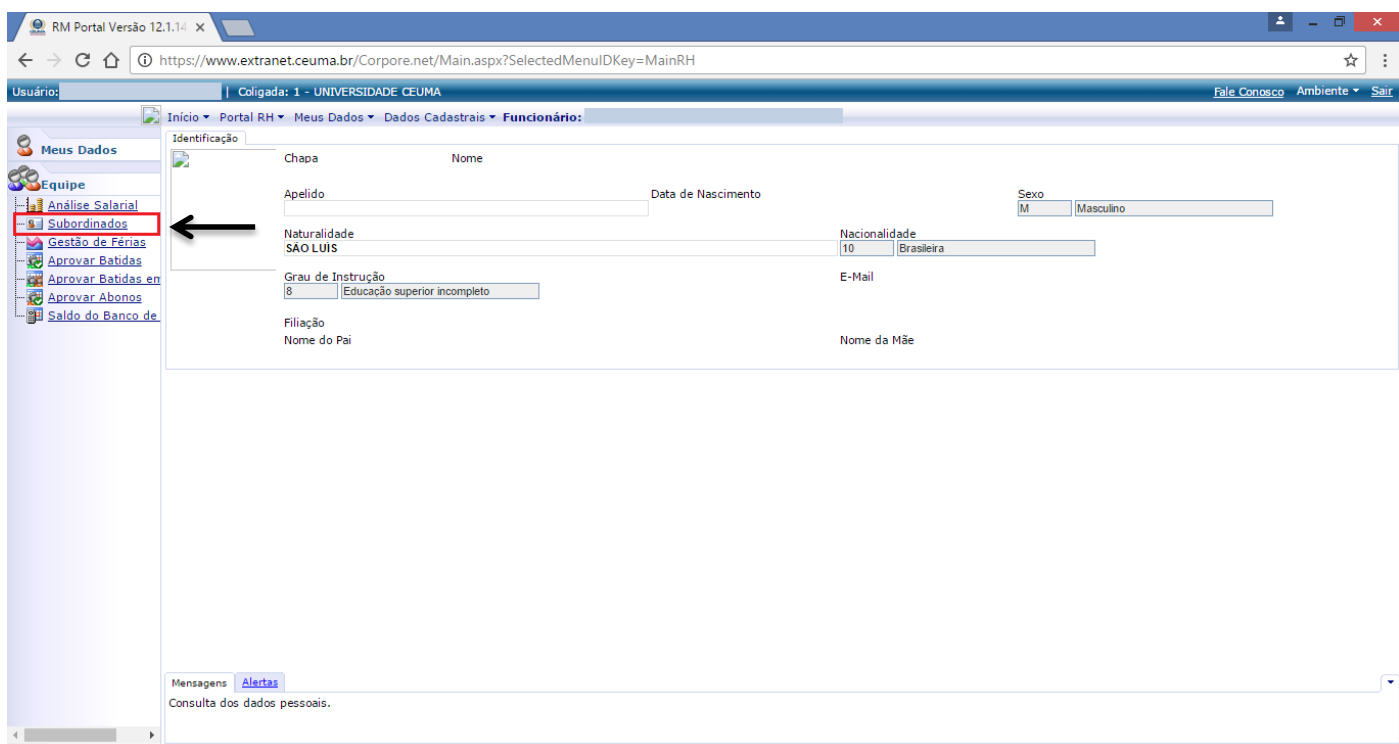 RM Portal Versão 12.1.14
https://www.extranet.ceuma.br/Corpore.net/Main.aspx?SelectedMenuIDKey=MainRH
Usuário: | Coligada: 1 - UNIVERSIDADE CEUMA Fale Conosco Ambiente Sair
Início Portal RH Meus Dados Dados Cadastrais Funcionário:
Meus Dados
Equipe
Análise Salarial
Subordinados
Gestão de Férias
Aprovar Batidas
Aprovar Batidas em
Aprovar Abonos
Saldo do Banco de
Identificação
Chapa Nome
Apelido Data de Nascimento Sexo
M Masculino
Naturalidade Nacionalidade
SÃO LUÍS 10 Brasileira
Grau de Instrução E-Mail
8 Educação superior incompleto
Filiação
Nome do Pai Nome da Mãe
Mensagens Alertas
Consulta dos dados pessoais.